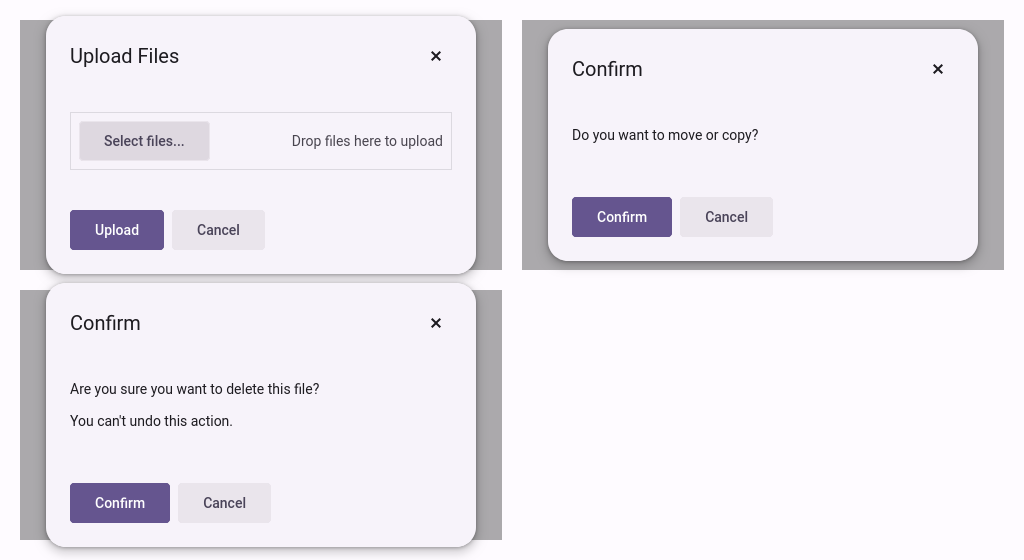 Upload Files
Select files...
Drop files here to upload
Upload
Cancel
Confirm
Do you want to move or copy?
Confirm
Cancel
Confirm
Are you sure you want to delete this file?
You can't undo this action.
Confirm
Cancel